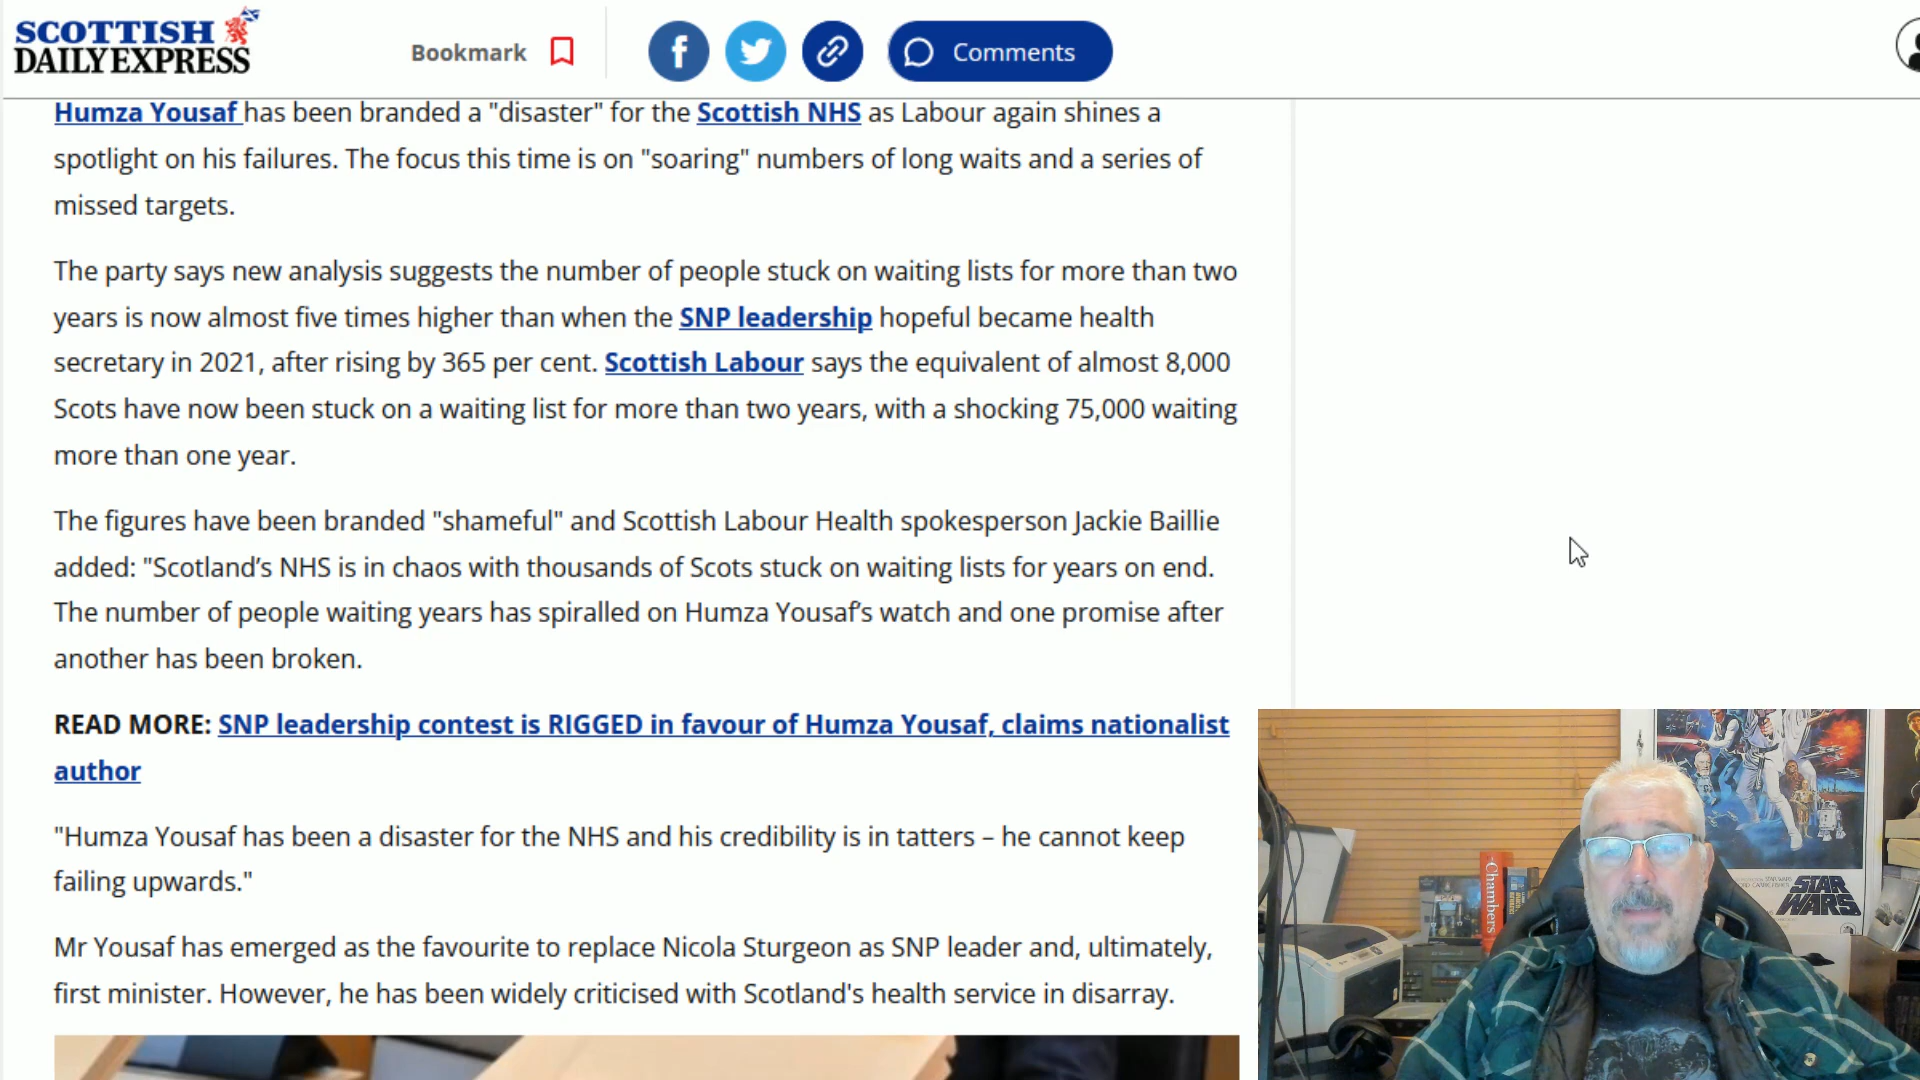 SCOTTISH
DAILY EXPRESS
Bookmark
f
Comments
Humza Yousaf has been branded a "disaster" for the Scottish NHS as Labour again shines a
spotlight on his failures. The focus this time is on "soaring" numbers of long waits and a series of
missed targets.
The party says new analysis suggests the number of people stuck on waiting lists for more than two
years is now almost five times higher than when the SNP leadership hopeful became health
secretary in 2021, after rising by 365 per cent. Scottish Labour says the equivalent of almost 8,000
Scots have now been stuck on a waiting list for more than two years, with a shocking 75,000 waiting
more than one year.
The figures have been branded "shameful" and Scottish Labour Health spokesperson Jackie Baillie
added: "Scotland’s NHS is in chaos with thousands of Scots stuck on waiting lists for years on end.
The number of people waiting years has spiralled on Humza Yousaf’s watch and one promise after
another has been broken.
READ MORE: SNP leadership contest is RIGGED in favour of Humza Yousaf, claims nationalist
author
"Humza Yousaf has been a disaster for the NHS and his credibility is in tatters – he cannot keep
failing upwards."
Mr Yousaf has emerged as the favourite to replace Nicola Sturgeon as SNP leader and, ultimately,
first minister. However, he has been widely criticised with Scotland's health service in disarray.
Chambers
STAR
WARS